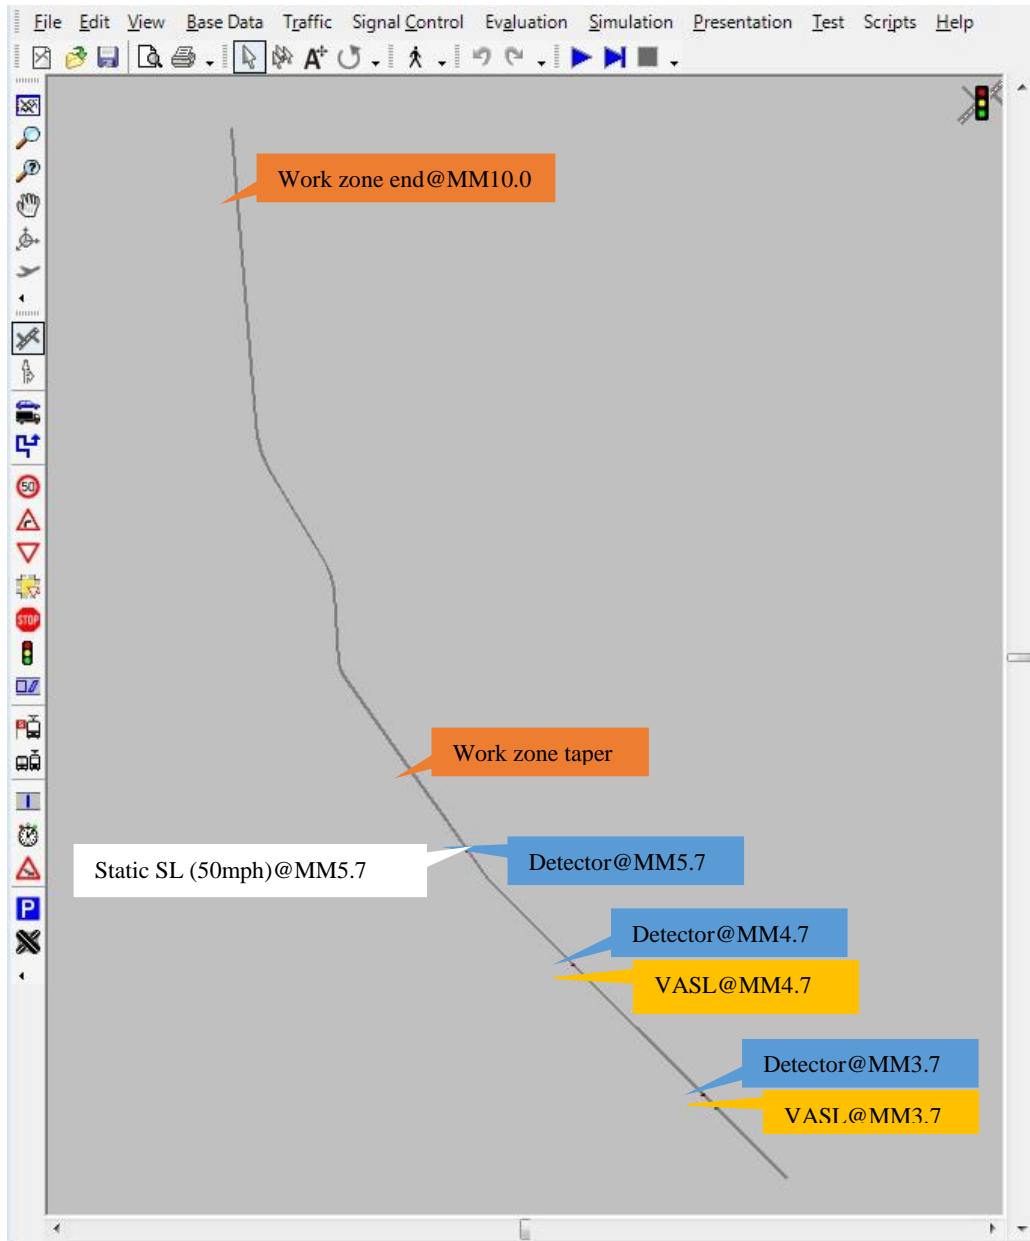 File Edit View Base Data Traffic Signal Control Evaluation Simulation Presentation Test Scripts Help
Work zone end@MM10.0
50
STOP
Work zone taper
Static SL (50mph)@MM5.7
Detector@MM5.7
P
Detector@MM4.7
VASL@MM4.7
Detector@MM3.7
VASL@MM3.7